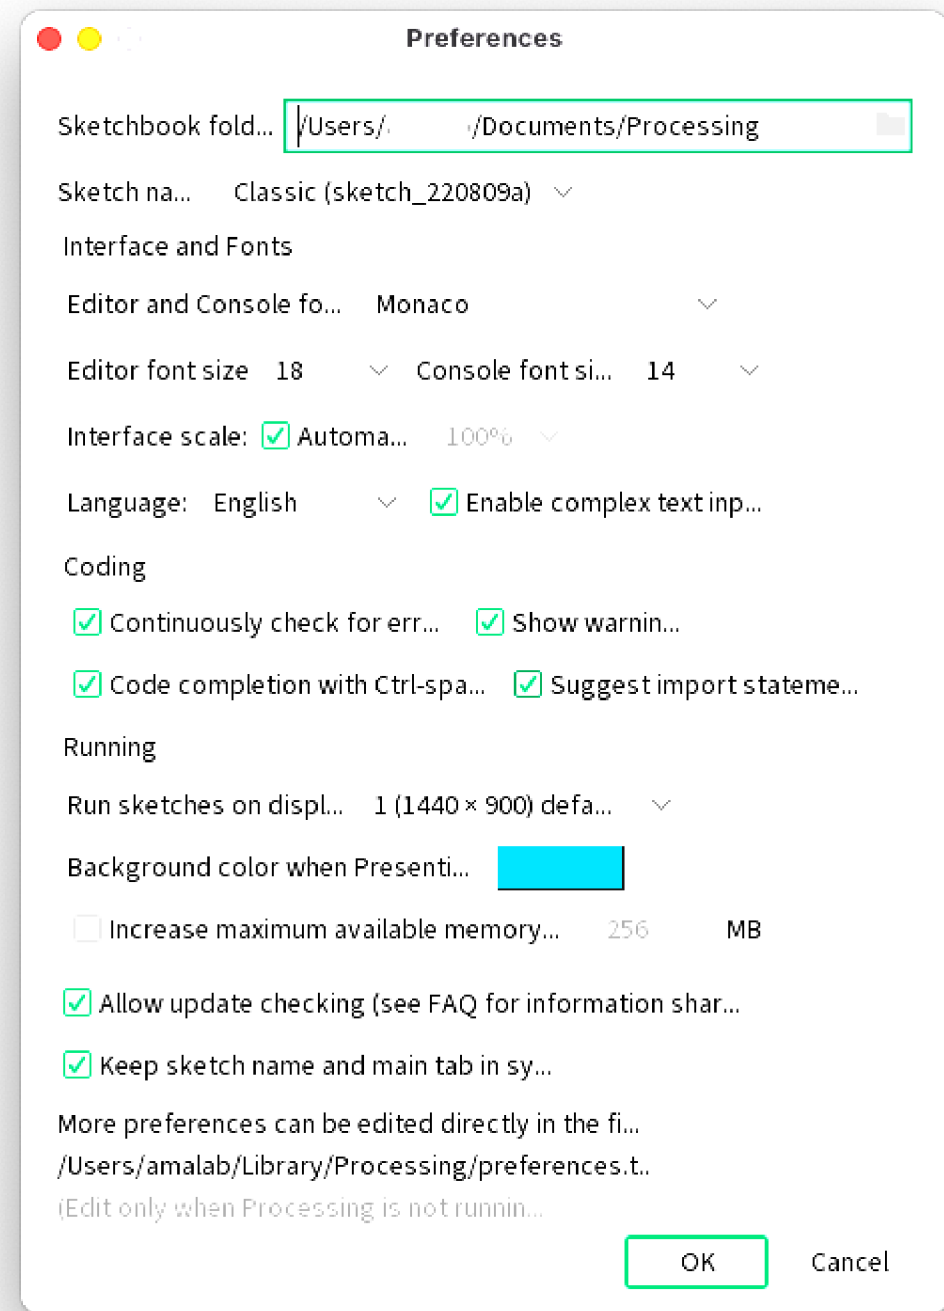 Preferences
Sketchbook fold... /Users/ /Documents/Processing
Sketch na... Classic (sketch_220809a)
Interface and Fonts
Editor and Console fo... Monaco
Editor font size 18 Console font si... 14
Interface scale: Automa... 100%
Language: English Enable complex text inp...
Coding
Continuously check for err... Show warnin...
Code completion with Ctrl-spa... Suggest import stateme...
Running
Run sketches on displ... 1 (1440 × 900) defa...
Background color when Presenti...
Increase maximum available memory... 256 MB
Allow update checking (see FAQ for information shar...
Keep sketch name and main tab in sy...
More preferences can be edited directly in the fi...
/Users/amalab/Library/Processing/preferences.t..
(Edit only when Processing is not runnin...
OK Cancel